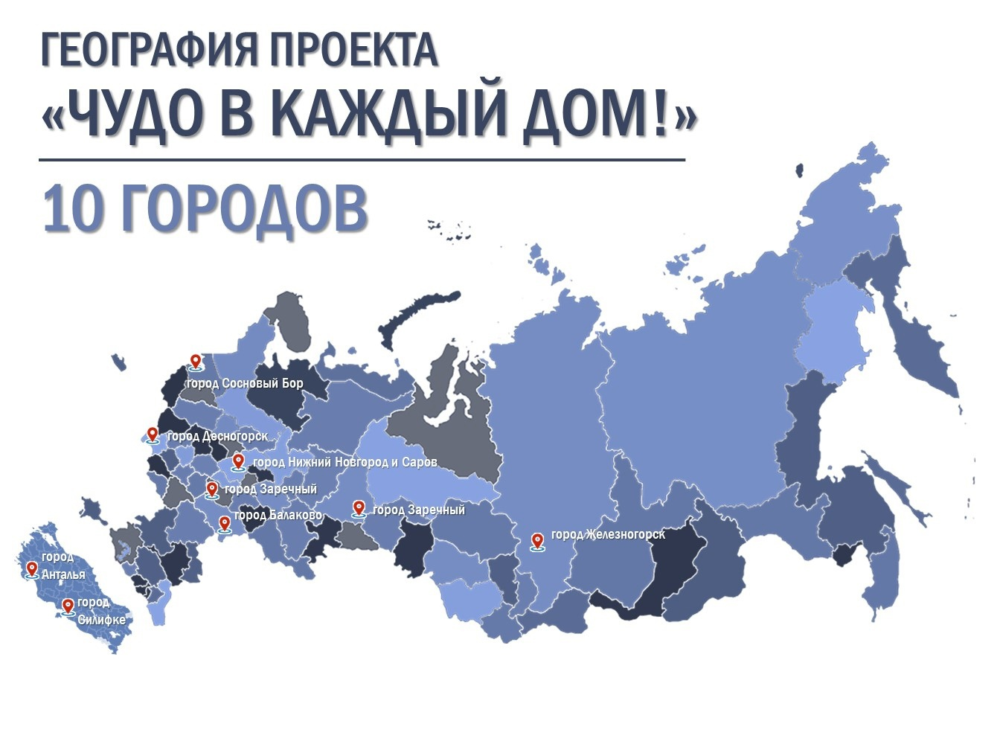 ГЕОГРАФИЯ ПРОЕКТА
«ЧУДО В КАЖДЫЙ ДОМ!»
10 ГОРОДОВ
город Сосновый Бор
город Десногорск
город Нижний Новгород и Саров
город Заречный
город Балаково
город Заречный
город Железногорск
город
Анталья
город
Силифке